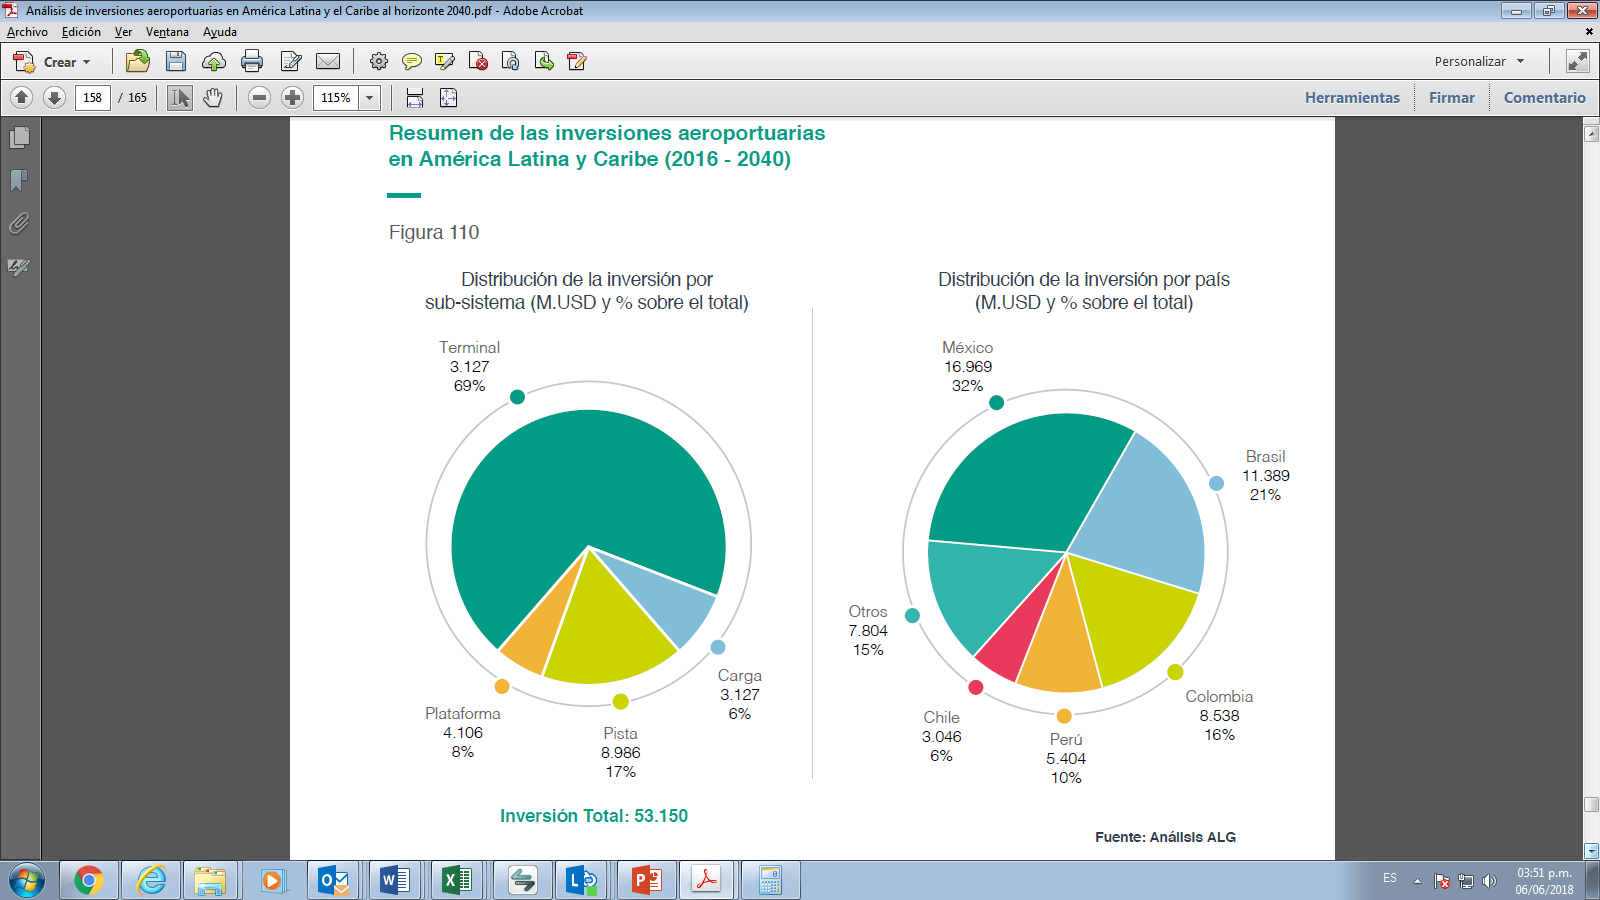 Análisis de inversiones aeroportuarias en América Latina y el Caribe al horizonte 2040.pdf - Adobe Acrobat
Archivo Edición Ver Ventana Ayuda
Crear
Personalizar
158 / 165
115%
Herramientas Firmar Comentario
Resumen de las inversiones aeroportuarias
en América Latina y Caribe (2016 - 2040)
Figura 110
Distribución de la inversión por
sub-sistema (M.USD y % sobre el total)
Terminal
3.127
69%
Carga
3.127
6%
Pista
8.986
17%
Plataforma
4.106
8%
Inversión Total: 53.150
Distribución de la inversión por país
(M.USD y % sobre el total)
México
16.969
32%
Brasil
11.389
21%
Colombia
8.538
16%
Perú
5.404
10%
Chile
3.046
6%
Otros
7.804
15%
Fuente: Análisis ALG
ES
03:51 p.m.
06/06/2018